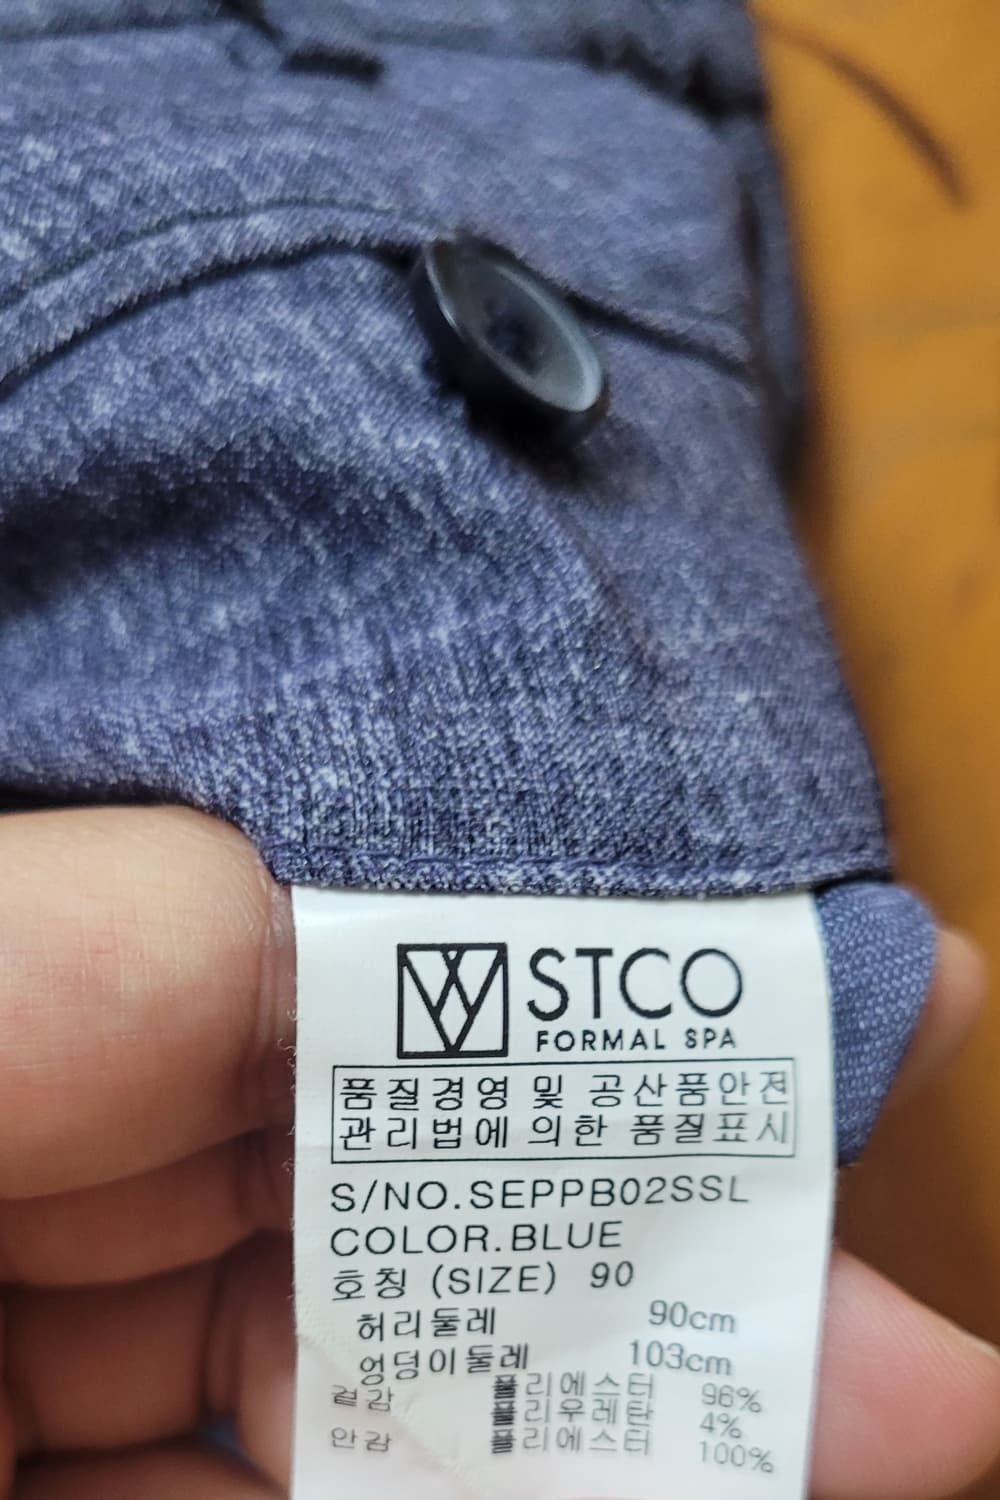 STCO
FORMAL SPA
품질경영 및 공산품안전
관리법에 의한 품질표시
S/NO.SEPPB02SSL
COLOR.BLUE
호칭 (SIZE) 90
허리둘레 90cm
엉덩이둘레 103cm
겉감 폴리에스터 96%
폴리우레탄 4%
안감 폴리에스터 100%